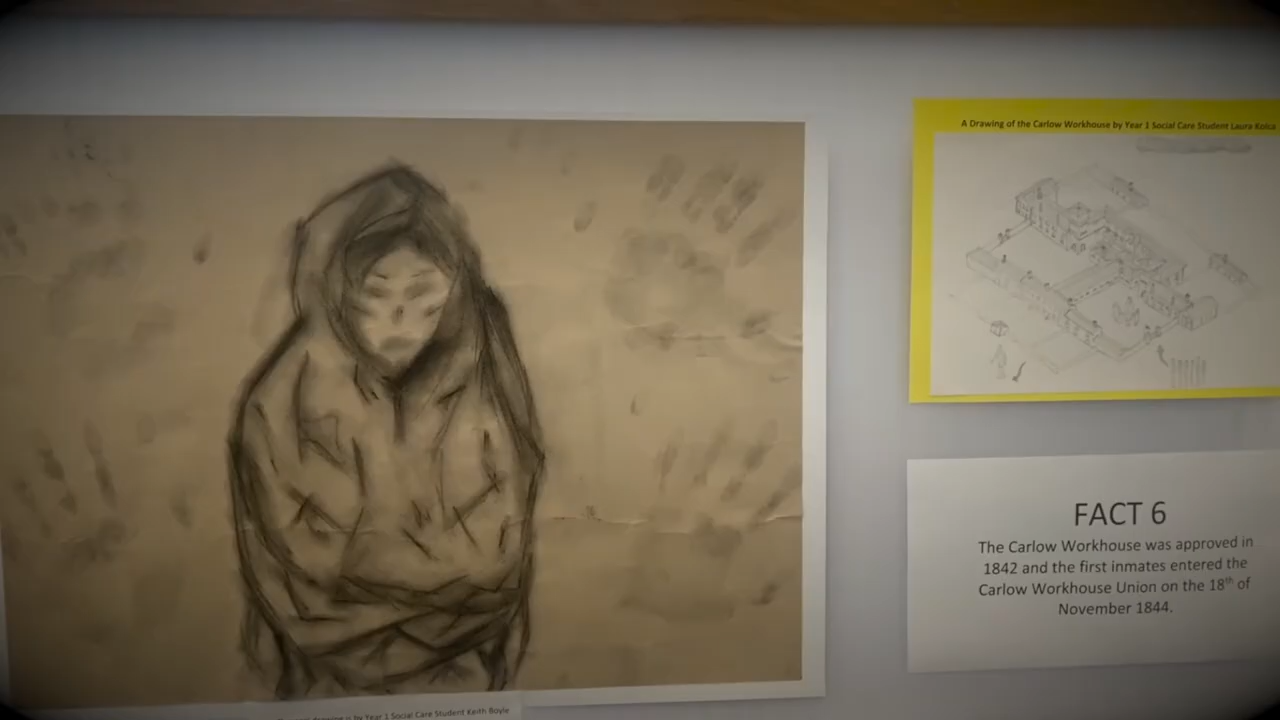 A Drawing of the Carlow Workhouse by Year 1 Social Care Student Laura
FACT 6
The Carlow Workhouse was approved in
1842 and the first inmates entered the
Carlow Workhouse Union on the 18th of
November 1844.
drawing is by Year 1 Social Care Student Keith Boyle